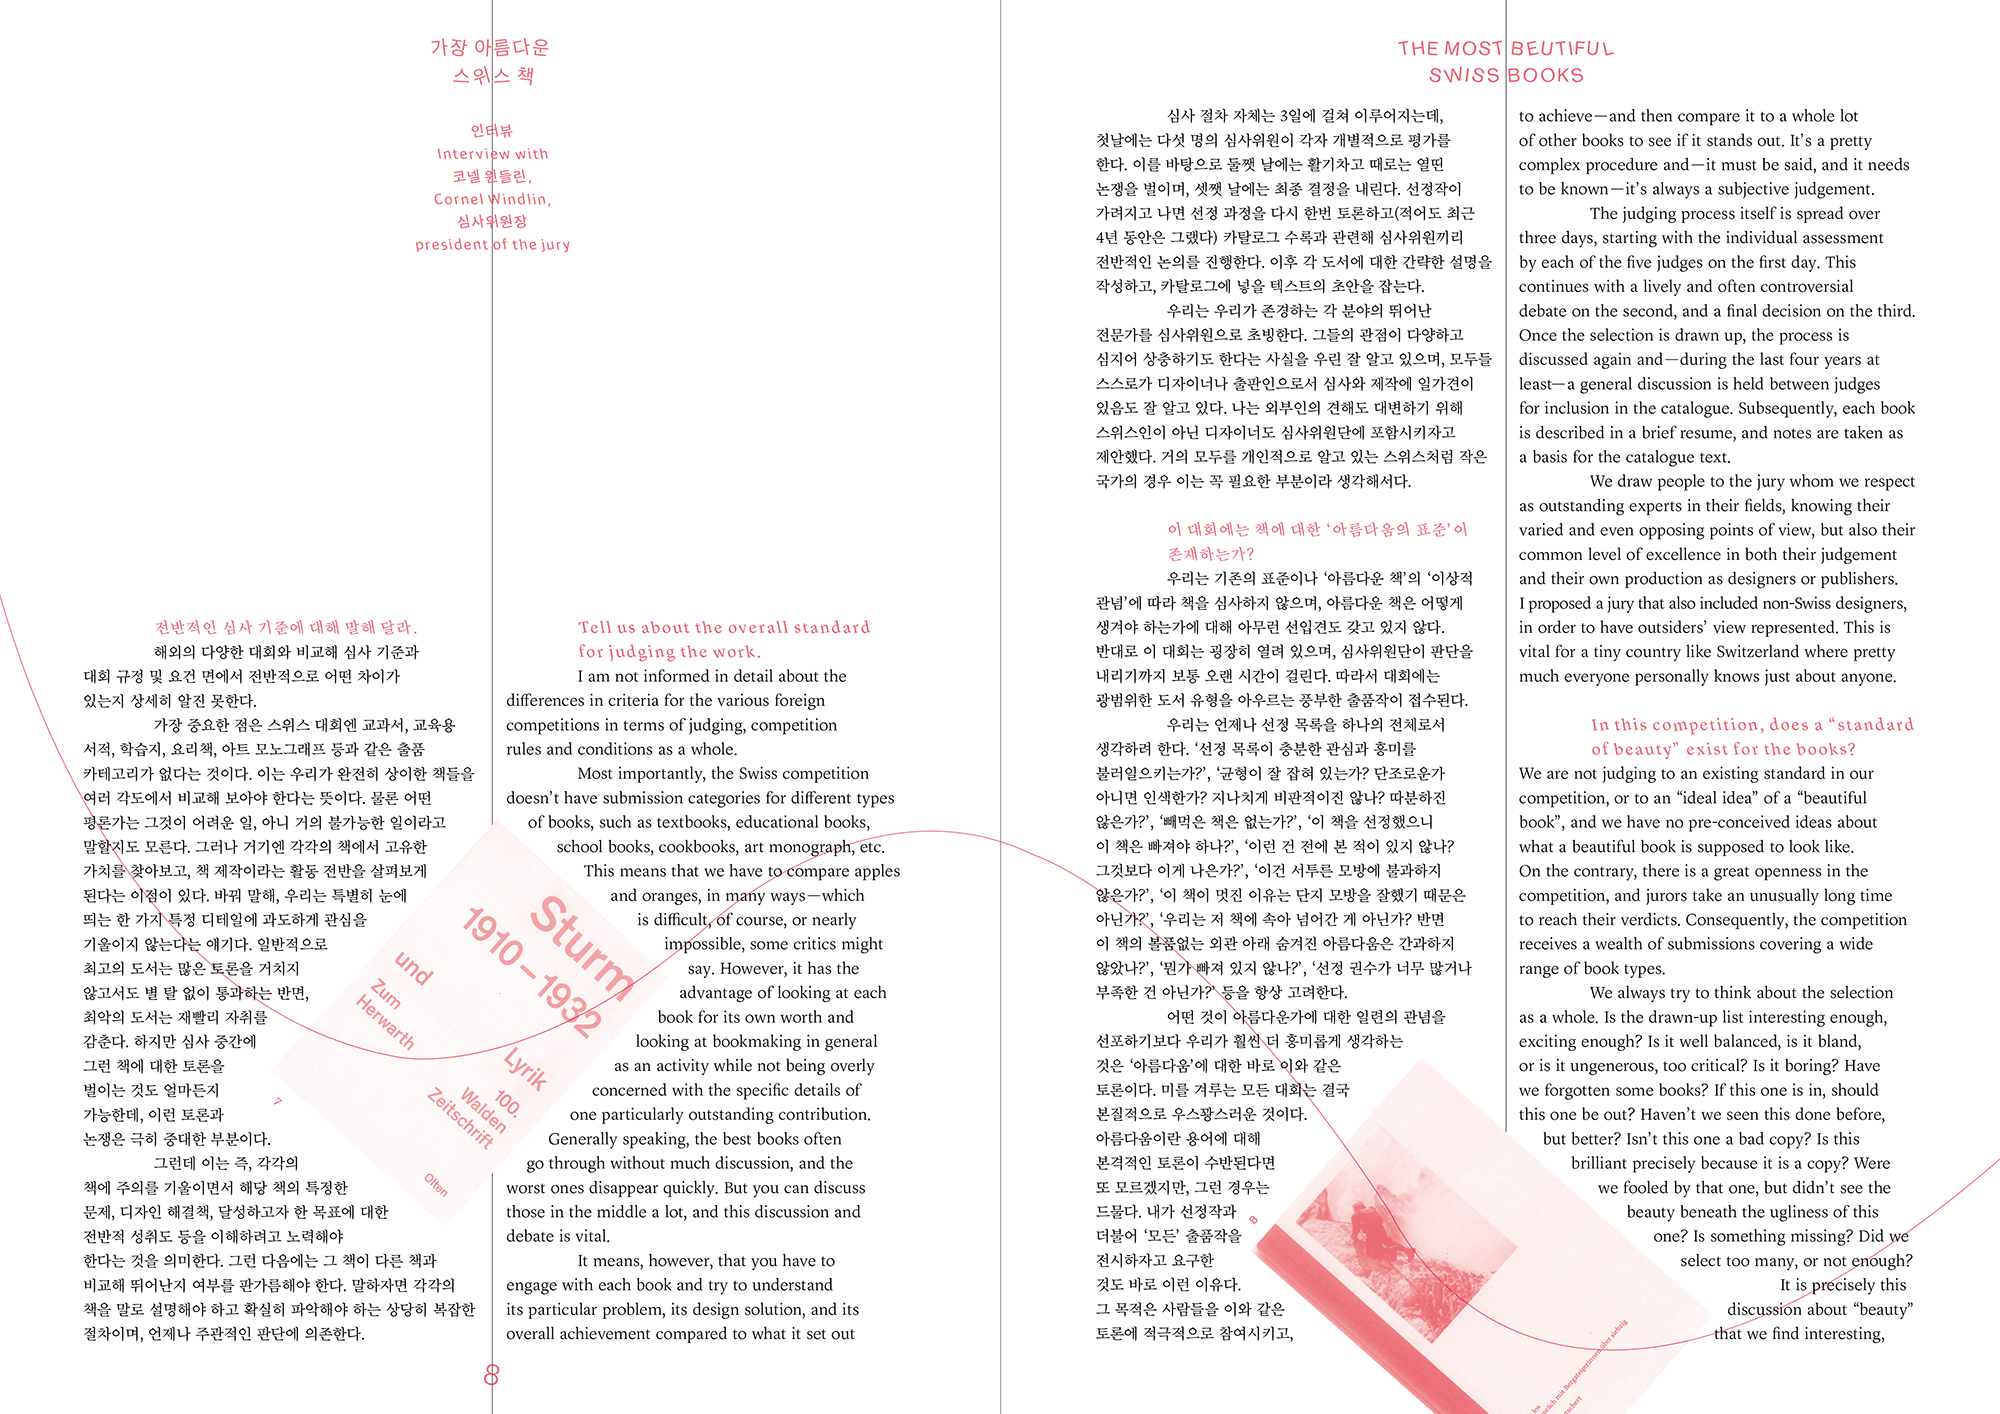 가장 아름다운
스위스 책
인터뷰
Interview with
코넬 윈들린,
Cornel Windlin,
심사위원장
president of the jury
전반적인 심사 기준에 대해 말해 달라.
해외의 다양한 대회와 비교해 심사 기준과
대회 규정 및 요건 면에서 전반적으로 어떤 차이가
있는지 상세히 알진 못한다.
가장 중요한 점은 스위스 대회엔 교과서, 교육용
서적, 학습지, 요리책, 아트 모노그래프 등과 같은 출품
카테고리가 없다는 것이다. 이는 우리가 완전히 상이한 책들을
여러 각도에서 비교해 보아야 한다는 뜻이다. 물론 어떤
평론가는 그것이 어려운 일, 아니 거의 불가능한 일이라고
말할지도 모른다. 그러나 거기엔 각각의 책에서 고유한
가치를 찾아보고, 책 제작이라는 활동 전반을 살펴보게
된다는 이점이 있다. 바꿔 말해, 우리는 특별히 눈에
띄는 한 가지 특정 디테일에 과도하게 관심을
기울이지 않는다는 얘기다. 일반적으로
최고의 도서는 많은 토론을 거치지
않고서도 별 탈 없이 통과하는 반면,
최악의 도서는 재빨리 자취를
감춘다. 하지만 심사 중간에
그런 책에 대한 토론을
벌이는 것도 얼마든지
가능한데, 이런 토론과
논쟁은 극히 중대한 부분이다.
그런데 이는 즉, 각각의
책에 주의를 기울이면서 해당 책의 특정한
문제, 디자인 해결책, 달성하고자 한 목표에 대한
전반적 성취도 등을 이해하려고 노력해야
한다는 것을 의미한다. 그런 다음에는 그 책이 다른 책과
비교해 뛰어난지 여부를 판가름해야 한다. 말하자면 각각의
책을 말로 설명해야 하고 확실히 파악해야 하는 상당히 복잡한
절차이며, 언제나 주관적인 판단에 의존한다.
7
Sturm
1910–1932
und
Zum
Herwarth
Lyrik
100.
Walden
Zeitschrift
Olten
Tell us about the overall standard
for judging the work.
I am not informed in detail about the
differences in criteria for the various foreign
competitions in terms of judging, competition
rules and conditions as a whole.
Most importantly, the Swiss competition
doesn't have submission categories for different types
of books, such as textbooks, educational books,
school books, cookbooks, art monograph, etc.
This means that we have to compare apples
and oranges, in many ways—which
is difficult, of course, or nearly
impossible, some critics might
say. However, it has the
advantage of looking at each
book for its own worth and
looking at bookmaking in general
as an activity while not being overly
concerned with the specific details of
one particularly outstanding contribution.
Generally speaking, the best books often
go through without much discussion, and the
worst ones disappear quickly. But you can discuss
those in the middle a lot, and this discussion and
debate is vital.
It means, however, that you have to
engage with each book and try to understand
its particular problem, its design solution, and its
overall achievement compared to what it set out
8
THE MOST BEUTIFUL
SWISS BOOKS
심사 절차 자체는 3일에 걸쳐 이루어지는데,
첫날에는 다섯 명의 심사위원이 각자 개별적으로 평가를
한다. 이를 바탕으로 둘쨋 날에는 활기차고 때로는 열띤
논쟁을 벌이며, 셋쨋 날에는 최종 결정을 내린다. 선정작이
가려지고 나면 선정 과정을 다시 한번 토론하고(적어도 최근
4년 동안은 그랬다) 카탈로그 수록과 관련해 심사위원끼리
전반적인 논의를 진행한다. 이후 각 도서에 대한 간략한 설명을
작성하고, 카탈로그에 넣을 텍스트의 초안을 잡는다.
우리는 우리가 존경하는 각 분야의 뛰어난
전문가를 심사위원으로 초빙한다. 그들의 관점이 다양하고
심지어 상충하기도 한다는 사실을 우린 잘 알고 있으며, 모두들
스스로가 디자이너나 출판인으로서 심사와 제작에 일가견이
있음도 잘 알고 있다. 나는 외부인의 견해도 대변하기 위해
스위스인이 아닌 디자이너도 심사위원단에 포함시키자고
제안했다. 거의 모두를 개인적으로 알고 있는 스위스처럼 작은
국가의 경우 이는 꼭 필요한 부분이라 생각해서다.
이 대회에는 책에 대한 ‘아름다움의 표준’이
존재하는가?
우리는 기존의 표준이나 ‘아름다운 책’의 ‘이상적
관념’에 따라 책을 심사하지 않으며, 아름다운 책은 어떻게
생겨야 하는가에 대해 아무런 선입견도 갖고 있지 않다.
반대로 이 대회는 굉장히 열려 있으며, 심사위원단이 판단을
내리기까지 보통 오랜 시간이 걸린다. 따라서 대회에는
광범위한 도서 유형을 아우르는 풍부한 출품작이 접수된다.
우리는 언제나 선정 목록을 하나의 전체로서
생각하려 한다. ‘선정 목록이 충분한 관심과 흥미를
불러일으키는가?’, ‘균형이 잘 잡혀 있는가? 단조로운가
아니면 인색한가? 지나치게 비판적이진 않나? 따분하진
않은가?’, ‘빼먹은 책은 없는가?’, ‘이 책을 선정했으니
이 책은 빠져야 하나?’, ‘이런 건 전에 본 적이 있지 않나?
그것보다 이게 나은가?’, ‘이건 서투른 모방에 불과하지
않은가?’, ‘이 책이 멋진 이유는 단지 모방을 잘했기 때문은
아닌가?’, ‘우리는 저 책에 속아 넘어간 게 아닌가? 반면
이 책의 볼품없는 외관 아래 숨겨진 아름다움은 간과하지
않았나?’, ‘뭔가 빠져 있지 않나?’, ‘선정 권수가 너무 많거나
부족한 건 아닌가?’ 등을 항상 고려한다.
어떤 것이 아름다운가에 대한 일련의 관념을
선포하기보다 우리가 훨씬 더 흥미롭게 생각하는
것은 ‘아름다움’에 대한 바로 이와 같은
토론이다. 미를 겨루는 모든 대회는 결국
본질적으로 우스꽝스러운 것이다.
아름다움이란 용어에 대해
본격적인 토론이 수반된다면
또 모르겠지만, 그런 경우는
드물다. 내가 선정작과
더불어 ‘모든’ 출품작을
전시하자고 요구한
것도 바로 이런 이유다.
그 목적은 사람들을 이와 같은
토론에 적극적으로 참여시키고,
8
to achieve—and then compare it to a whole lot
of other books to see if it stands out. It's a pretty
complex procedure and—it must be said, and it needs
to be known—it's always a subjective judgement.
The judging process itself is spread over
three days, starting with the individual assessment
by each of the five judges on the first day. This
continues with a lively and often controversial
debate on the second, and a final decision on the third.
Once the selection is drawn up, the process is
discussed again and—during the last four years at
least—a general discussion is held between judges
for inclusion in the catalogue. Subsequently, each book
is described in a brief resume, and notes are taken as
a basis for the catalogue text.
We draw people to the jury whom we respect
as outstanding experts in their fields, knowing their
varied and even opposing points of view, but also their
common level of excellence in both their judgement
and their own production as designers or publishers.
I proposed a jury that also included non-Swiss designers,
in order to have outsiders' view represented. This is
vital for a tiny country like Switzerland where pretty
much everyone personally knows just about anyone.
In this competition, does a “standard
of beauty” exist for the books?
We are not judging to an existing standard in our
competition, or to an “ideal idea” of a “beautiful
book”, and we have no pre-conceived ideas about
what a beautiful book is supposed to look like.
On the contrary, there is a great openness in the
competition, and jurors take an unusually long time
to reach their verdicts. Consequently, the competition
receives a wealth of submissions covering a wide
range of book types.
We always try to think about the selection
as a whole. Is the drawn-up list interesting enough,
exciting enough? Is it well balanced, is it bland,
or is it ungenerous, too critical? Is it boring? Have
we forgotten some books? If this one is in, should
this one be out? Haven't we seen this done before,
but better? Isn't this one a bad copy? Is this
brilliant precisely because it is a copy? Were
we fooled by that one, but didn't see the
beauty beneath the ugliness of this
one? Is something missing? Did we
select too many, or not enough?
It is precisely this
discussion about “beauty”
that we find interesting,
mit Bergsteigerinnen über siebzig